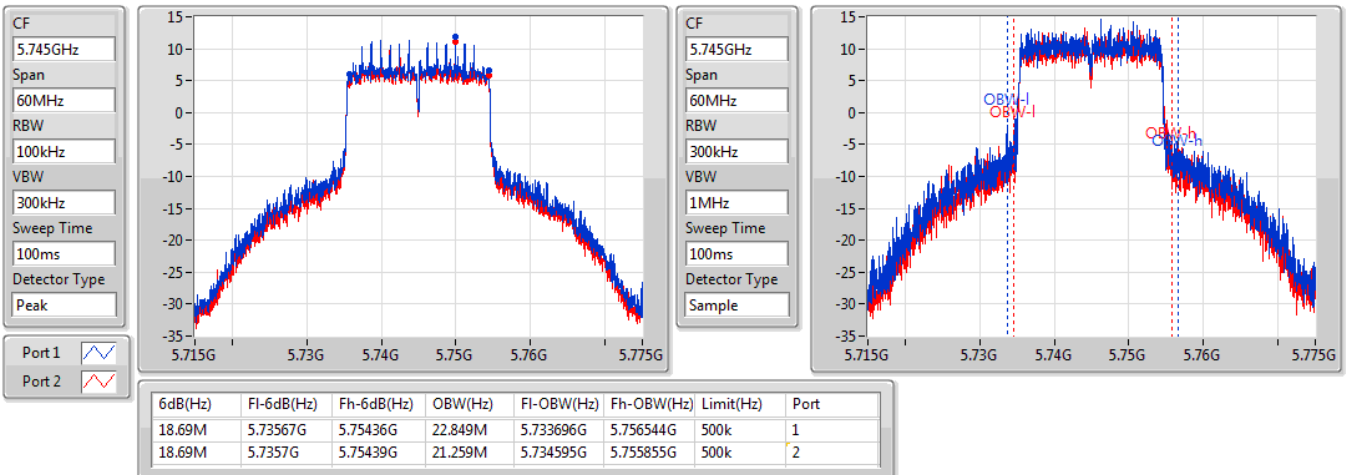 CF
5.745GHz
Span
60MHz
RBW
100kHz
VBW
300kHz
Sweep Time
100ms
Detector Type
Peak
Port 1
Port 2
15
10
5
0
-5
-10
-15
-20
-25
-30
-35
5.715G 5.73G 5.74G 5.75G 5.76G 5.775G
CF
5.745GHz
Span
60MHz
RBW
300kHz
VBW
1MHz
Sweep Time
100ms
Detector Type
Sample
15
10
5
0
-5
-10
-15
-20
-25
-30
-35
OBW-l
OBW-l
OBW-h
OBW-h
5.715G 5.73G 5.74G 5.75G 5.76G 5.775G
6dB(Hz) Fl-6dB(Hz) Fh-6dB(Hz) OBW(Hz) Fl-OBW(Hz) Fh-OBW(Hz) Limit(Hz) Port
18.69M 5.73567G 5.75436G 22.849M 5.733696G 5.756544G 500k 1
18.69M 5.7357G 5.75439G 21.259M 5.734595G 5.755855G 500k 2